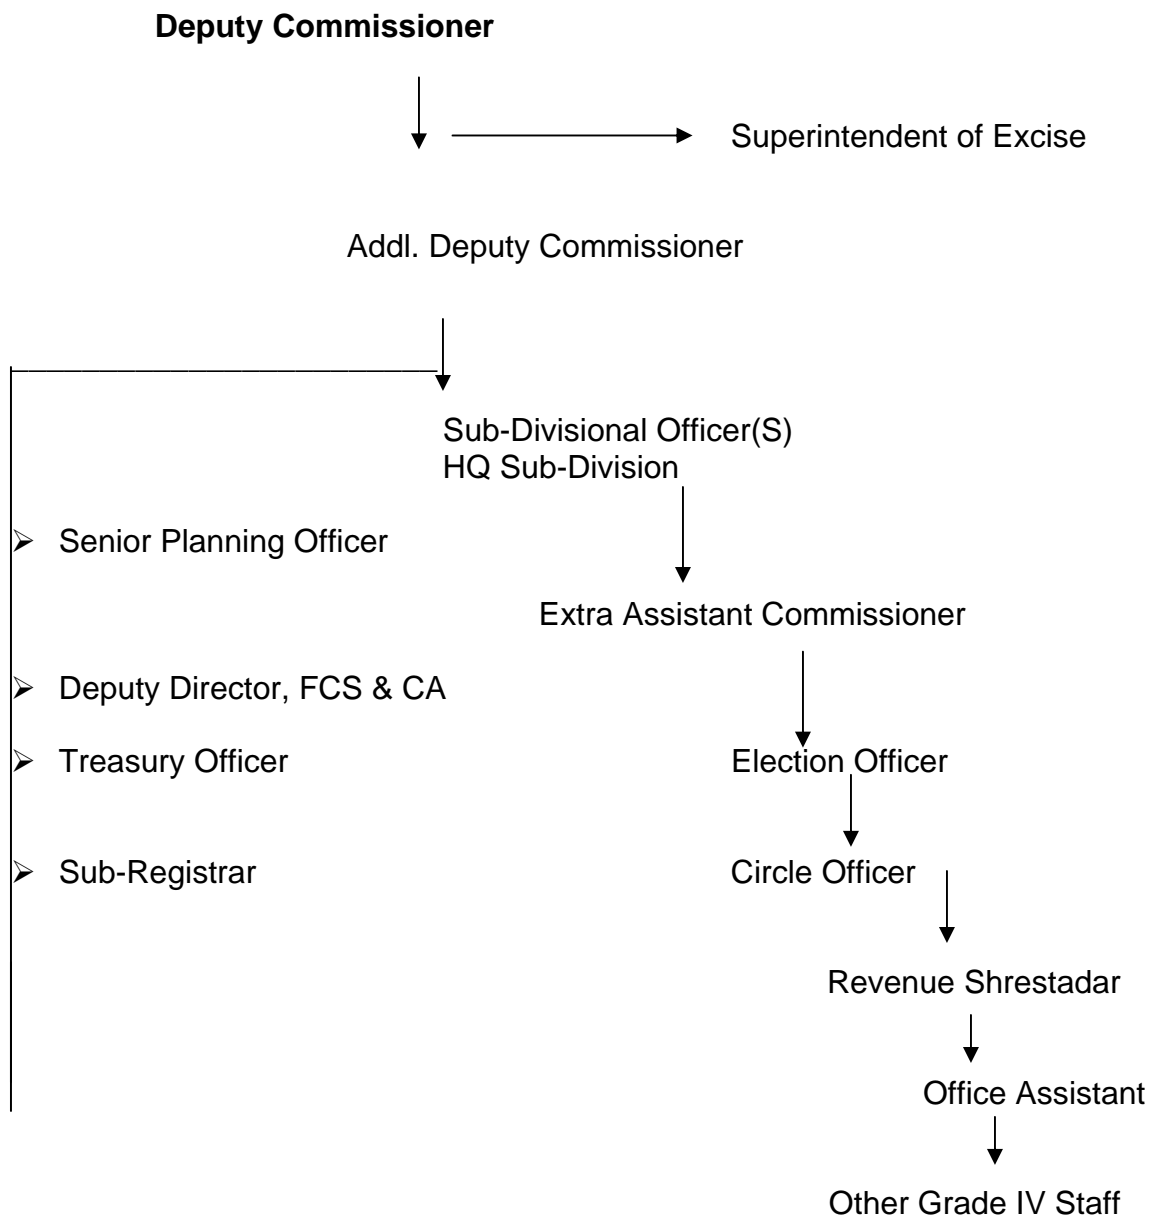 Deputy Commissioner
Superintendent of Excise
Addl. Deputy Commissioner
Sub-Divisional Officer(S)
HQ Sub-Division
Senior Planning Officer
Extra Assistant Commissioner
Deputy Director, FCS & CA
Treasury Officer
Election Officer
Sub-Registrar
Circle Officer
Revenue Shrestadar
Office Assistant
Other Grade IV Staff